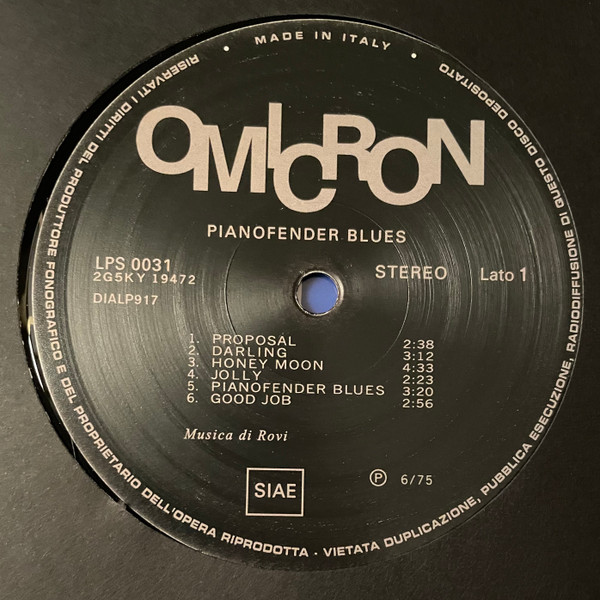 RISERVATI I DIRITTI DEL PRODUTTORE FONOGRAFICO E DEL PROPRIETARIO DELL'OPERA RIPRODOTTA · VIETATA DUPLICAZIONE, PUBBLICA ESECUZIONE, RADIODIFFUSIONE DI QUESTO DISCO DEPOSITATO
· MADE IN ITALY ·
OMICRON
PIANOFENDER BLUES
LPS 0031
2G5KY 19472
DIALP917
STEREO Lato 1
1. PROPOSAL 2:38
2. DARLING 3:12
3. HONEY MOON 4:33
4. JOLLY 2:23
5. PIANOFENDER BLUES 3:20
6. GOOD JOB 2:56
Musica di Rovi
SIAE
Ⓟ 6/75